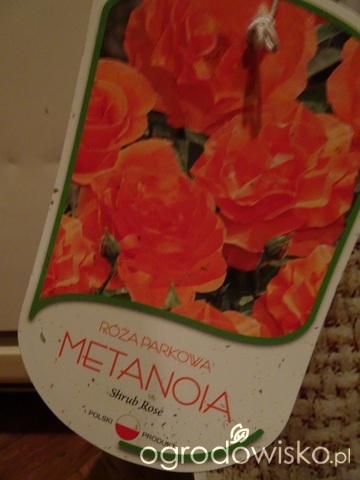 RÓŻA PARKOWA
METANOIA
Shrub Rose
POLSKI PRODUKT
ogrodowisko.pl